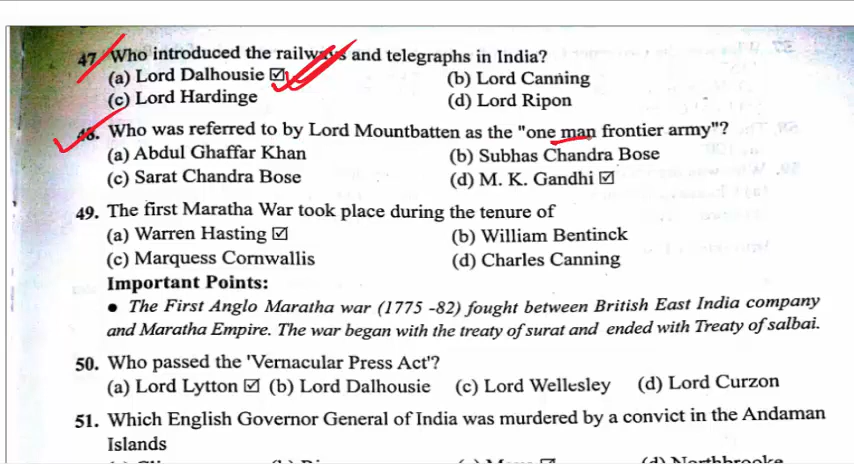 47. Who introduced the railways and telegraphs in India?
(a) Lord Dalhousie ☑ (b) Lord Canning
(c) Lord Hardinge (d) Lord Ripon
48. Who was referred to by Lord Mountbatten as the "one man frontier army"?
(a) Abdul Ghaffar Khan (b) Subhas Chandra Bose
(c) Sarat Chandra Bose (d) M. K. Gandhi ☑
49. The first Maratha War took place during the tenure of
(a) Warren Hasting ☑ (b) William Bentinck
(c) Marquess Cornwallis (d) Charles Canning
Important Points:
● The First Anglo Maratha war (1775 -82) fought between British East India company
and Maratha Empire. The war began with the treaty of surat and ended with Treaty of salbai.
50. Who passed the 'Vernacular Press Act'?
(a) Lord Lytton ☑ (b) Lord Dalhousie (c) Lord Wellesley (d) Lord Curzon
51. Which English Governor General of India was murdered by a convict in the Andaman
Islands
(d) Northbrooke